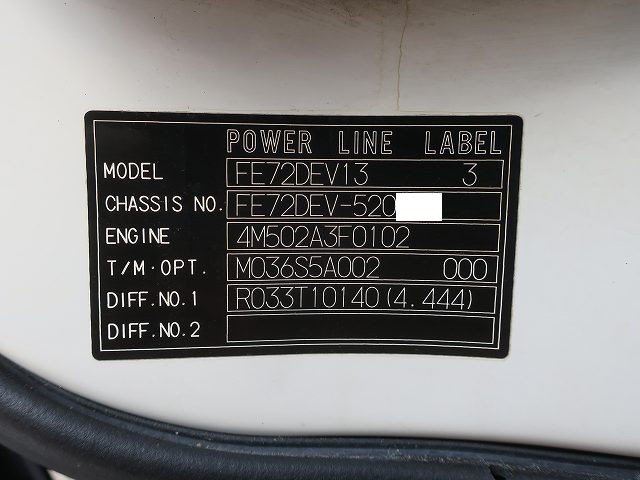 POWER LINE LABEL
MODEL FE72DEV13 3
CHASSIS NO. FE72DEV-520
ENGINE 4M502A3F0102
T/M·OPT. M036S5A002 000
DIFF.NO.1 R033T10140(4.444)
DIFF.NO.2